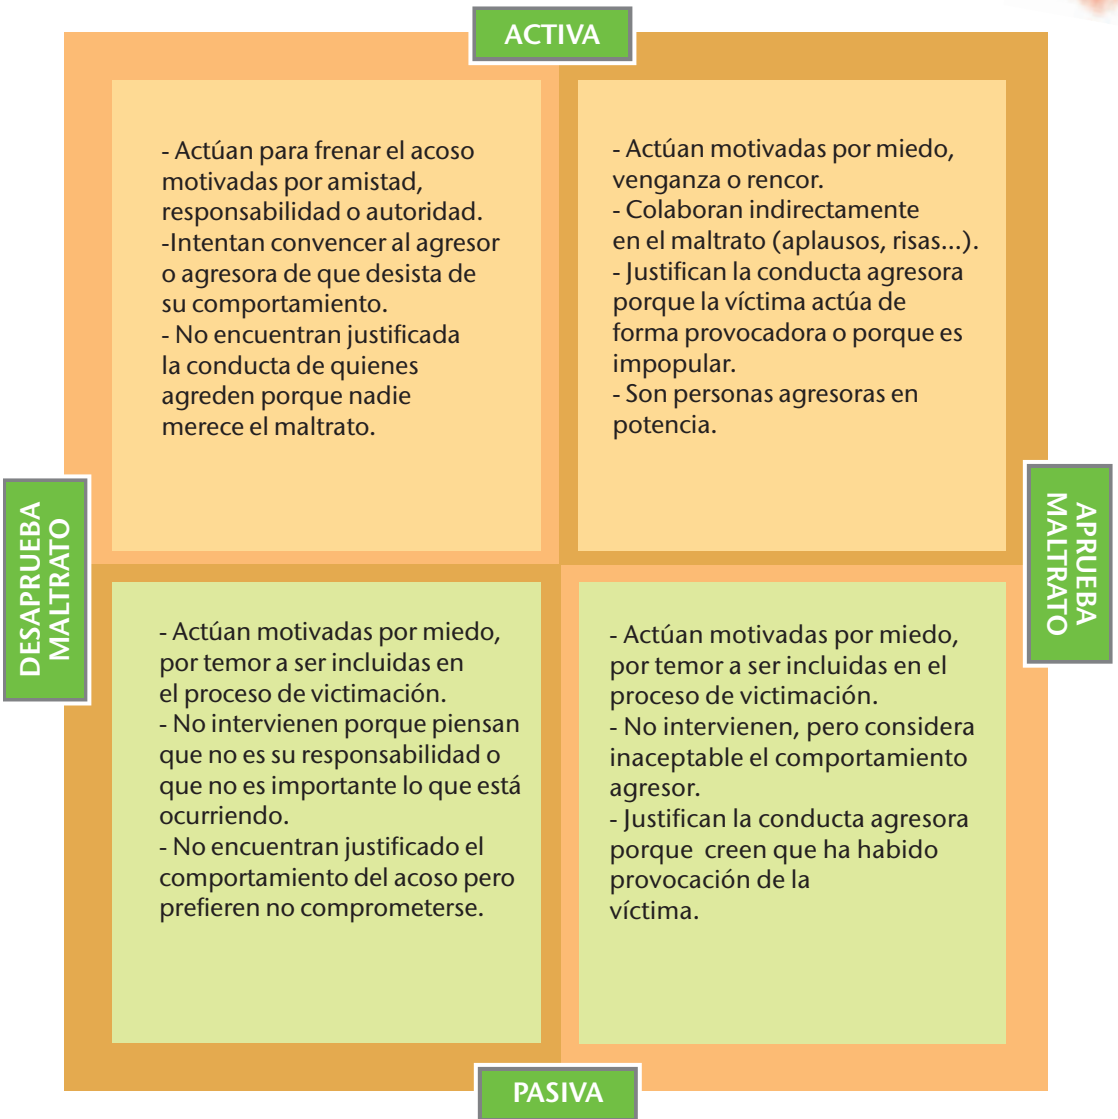 ACTIVA
- Actúan para frenar el acoso
motivadas por amistad,
responsabilidad o autoridad.
-Intentan convencer al agresor
o agresora de que desista de
su comportamiento.
- No encuentran justificada
la conducta de quienes
agreden porque nadie
merece el maltrato.
- Actúan motivadas por miedo,
venganza o rencor.
- Colaboran indirectamente
en el maltrato (aplausos, risas...).
- Justifican la conducta agresora
porque la víctima actúa de
forma provocadora o porque es
impopular.
- Son personas agresoras en
potencia.
DESAPRUEBA
MALTRATO
APRUEBA
MALTRATO
- Actúan motivadas por miedo,
por temor a ser incluidas en
el proceso de victimación.
- No intervienen porque piensan
que no es su responsabilidad o
que no es importante lo que está
ocurriendo.
- No encuentran justificado el
comportamiento del acoso pero
prefieren no comprometerse.
- Actúan motivadas por miedo,
por temor a ser incluidas en el
proceso de victimación.
- No intervienen, pero considera
inaceptable el comportamiento
agresor.
- Justifican la conducta agresora
porque  creen que ha habido
provocación de la
víctima.
PASIVA